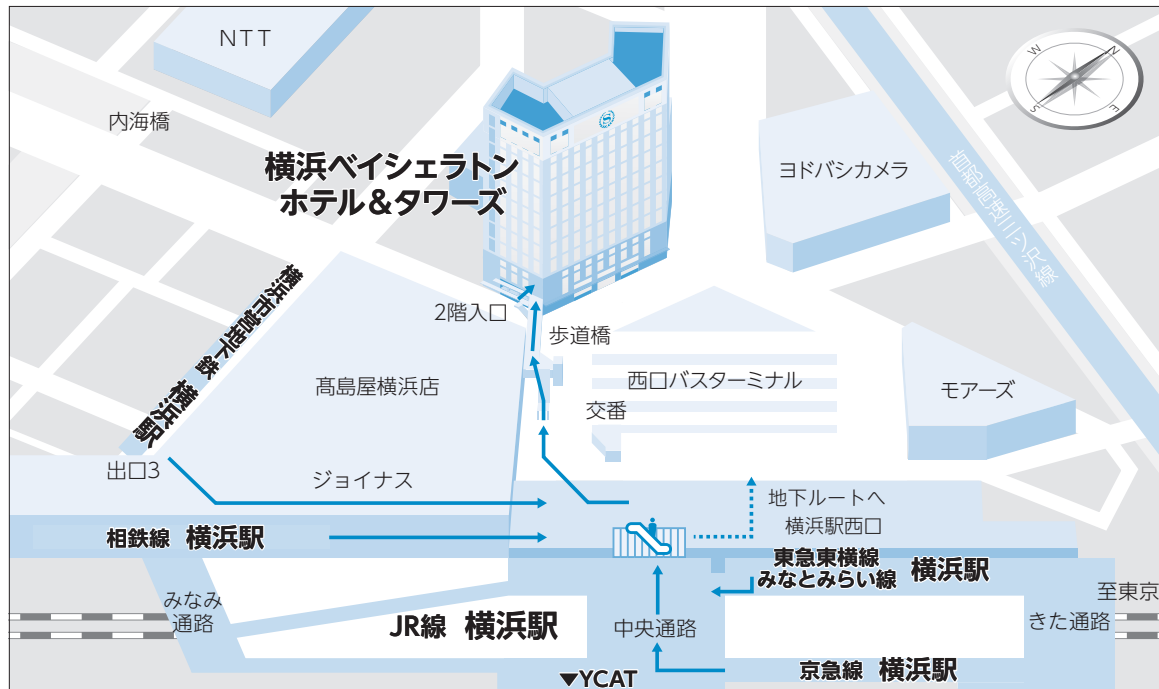 NTT
内海橋
横浜ベイシェラトン
ホテル&タワーズ
ヨドバシカメラ
首都高速三ツ沢線
N
W
E
S
S
横浜市営地下鉄 横浜駅
2階入口
歩道橋
髙島屋横浜店
西口バスターミナル
交番
モアーズ
出口3
ジョイナス
地下ルートへ
横浜駅西口
相鉄線 横浜駅
東急東横線
みなとみらい線 横浜駅
みなみ
通路
JR線 横浜駅
中央通路
至東京
きた通路
京急線 横浜駅
▼YCAT